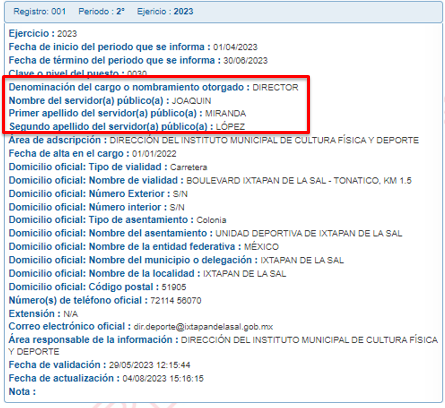 Registro: 001 Periodo : 2° Ejericio : 2023
Ejercicio : 2023
Fecha de inicio del periodo que se informa : 01/04/2023
Fecha de término del periodo que se informa : 30/06/2023
Clave o nivel del puesto : 0030
Denominación del cargo o nombramiento otorgado : DIRECTOR
Nombre del servidor(a) público(a) : JOAQUIN
Primer apellido del servidor(a) público(a) : MIRANDA
Segundo apellido del servidor(a) público(a) : LÓPEZ
Área de adscripción : DIRECCIÓN DEL INSTITUTO MUNICIPAL DE CULTURA FÍSICA Y DEPORTE
Fecha de alta en el cargo : 01/01/2022
Domicilio oficial: Tipo de vialidad : Carretera
Domicilio oficial: Nombre de vialidad : BOULEVARD IXTAPAN DE LA SAL - TONATICO, KM 1.5
Domicilio oficial: Número Exterior : S/N
Domicilio oficial: Número interior : S/N
Domicilio oficial: Tipo de asentamiento : Colonia
Domicilio oficial: Nombre del asentamiento : UNIDAD DEPORTIVA DE IXTAPAN DE LA SAL
Domicilio oficial: Nombre de la entidad federativa : MÉXICO
Domicilio oficial: Nombre del municipio o delegación : IXTAPAN DE LA SAL
Domicilio oficial: Nombre de la localidad : IXTAPAN DE LA SAL
Domicilio oficial: Código postal : 51905
Número(s) de teléfono oficial : 72114 56070
Extensión : N/A
Correo electrónico oficial : dir.deporte@ixtapandelasal.gob.mx
Área responsable de la información : DIRECCIÓN DEL INSTITUTO MUNICIPAL DE CULTURA FÍSICA
Y DEPORTE
Fecha de validación : 29/05/2023 12:15:44
Fecha de actualización : 04/08/2023 15:16:15
Nota :